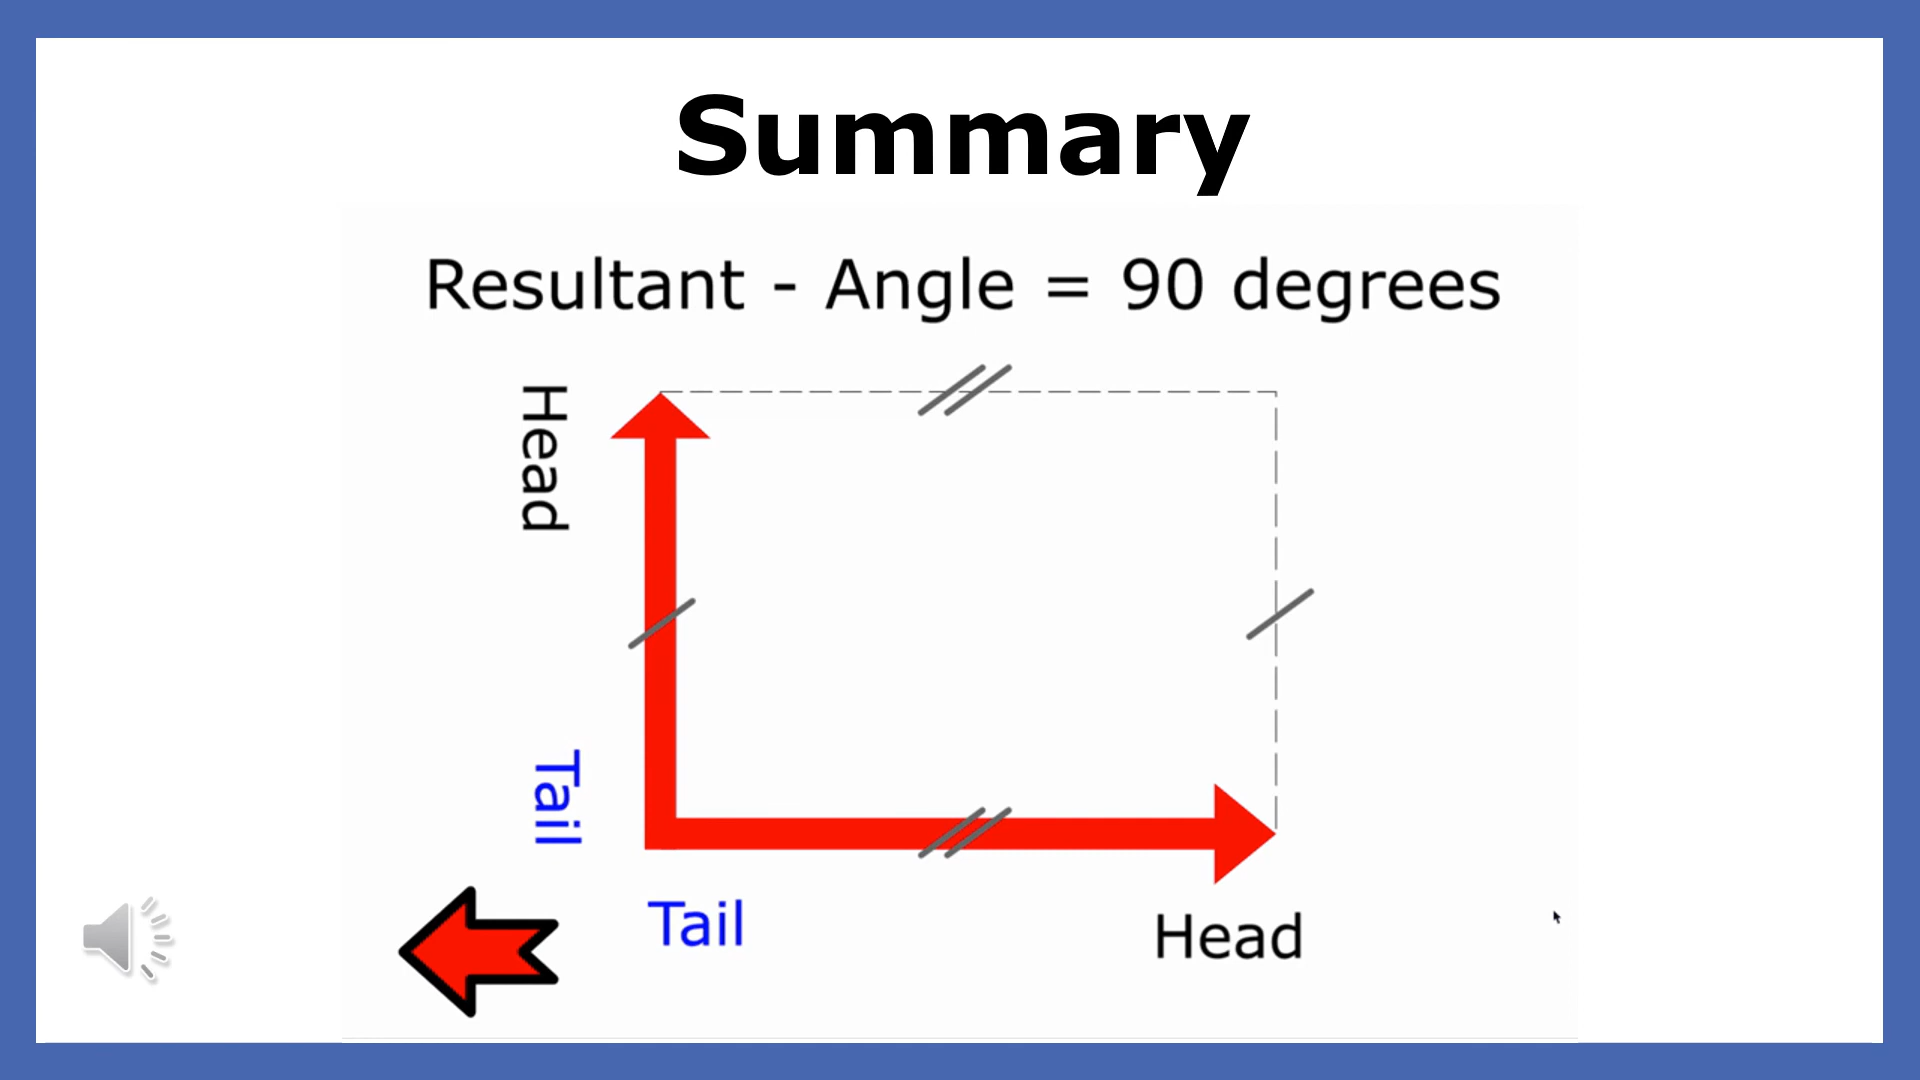 Summary
Resultant - Angle = 90 degrees
Head
Tail
Tail
Head